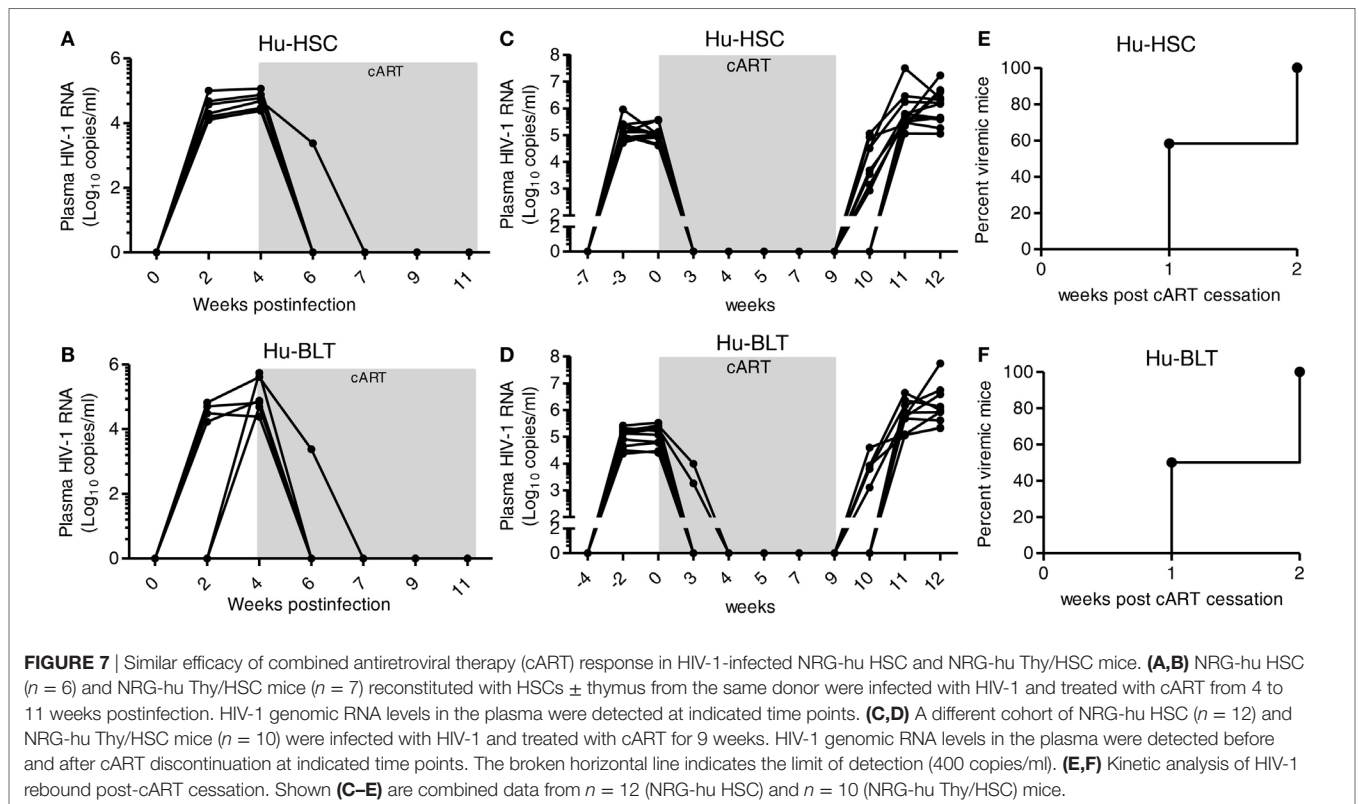 A
Hu-HSC
cART
Plasma HIV-1 RNA
(Log10 copies/ml)
6
4
2
0
0 2 4 6 7 9 11
Weeks postinfection
C
Hu-HSC
cART
Plasma HIV-1 RNA
(Log10 copies/ml)
8
7
6
5
4
3
2
2
1
0
-7 -3 0 3 4 5 7 9 10 11 12
weeks
E
Hu-HSC
Percent viremic mice
100
80
60
40
20
0
0 1 2
weeks post cART cessation
B
Hu-BLT
cART
Plasma HIV-1 RNA
(Log10 copies/ml)
6
4
2
0
0 2 4 6 7 9 11
Weeks postinfection
D
Hu-BLT
cART
Plasma HIV-1 RNA
(Log10 copies/ml)
8
7
6
5
4
3
2
2
1
0
-4 -2 0 3 4 5 7 9 10 11 12
weeks
F
Hu-BLT
Percent viremic mice
100
80
60
40
20
0
0 1 2
weeks post cART cessation
FIGURE 7 | Similar efficacy of combined antiretroviral therapy (cART) response in HIV-1-infected NRG-hu HSC and NRG-hu Thy/HSC mice. (A,B) NRG-hu HSC
(n = 6) and NRG-hu Thy/HSC mice (n = 7) reconstituted with HSCs ± thymus from the same donor were infected with HIV-1 and treated with cART from 4 to
11 weeks postinfection. HIV-1 genomic RNA levels in the plasma were detected at indicated time points. (C,D) A different cohort of NRG-hu HSC (n = 12) and
NRG-hu Thy/HSC mice (n = 10) were infected with HIV-1 and treated with cART for 9 weeks. HIV-1 genomic RNA levels in the plasma were detected before
and after cART discontinuation at indicated time points. The broken horizontal line indicates the limit of detection (400 copies/ml). (E,F) Kinetic analysis of HIV-1
rebound post-cART cessation. Shown (C–E) are combined data from n = 12 (NRG-hu HSC) and n = 10 (NRG-hu Thy/HSC) mice.